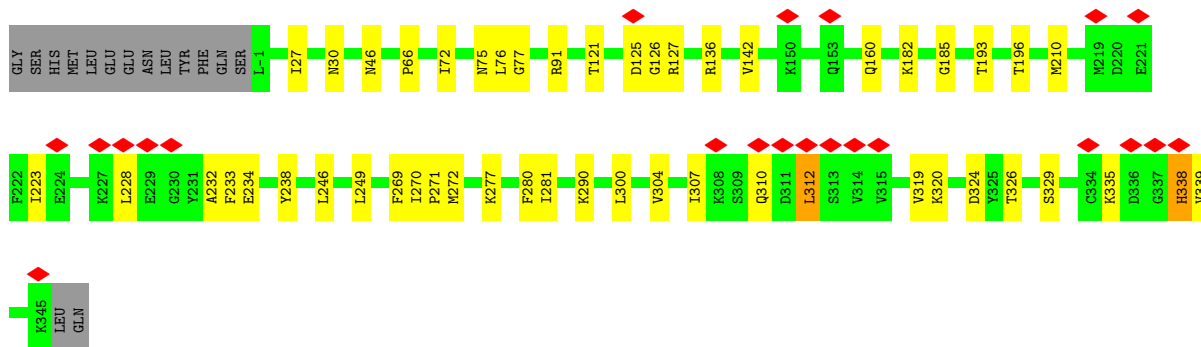 GLY SER HIS MET LEU GLU GLU ASN LEU TYR PHE GLN SER L-1 I27 N30 N46 P66 I72 N75 L76 G77 R91 T121 D125 G126 R127 R136 V142 K150 Q153 Q160 K182 G185 T193 T196 M210 M219 D220 E221
F222 I223 E224 K227 L228 E229 G230 Y231 A232 F233 E234 Y238 L246 L249 F269 I270 P271 M272 K277 F280 I281 K290 L300 V304 I307 K308 S309 Q310 D311 L312 S313 V314 V315 V319 K320 D324 Y325 T326 S329 C334 K335 D336 G337 H338 V339
K345 LEU GLN